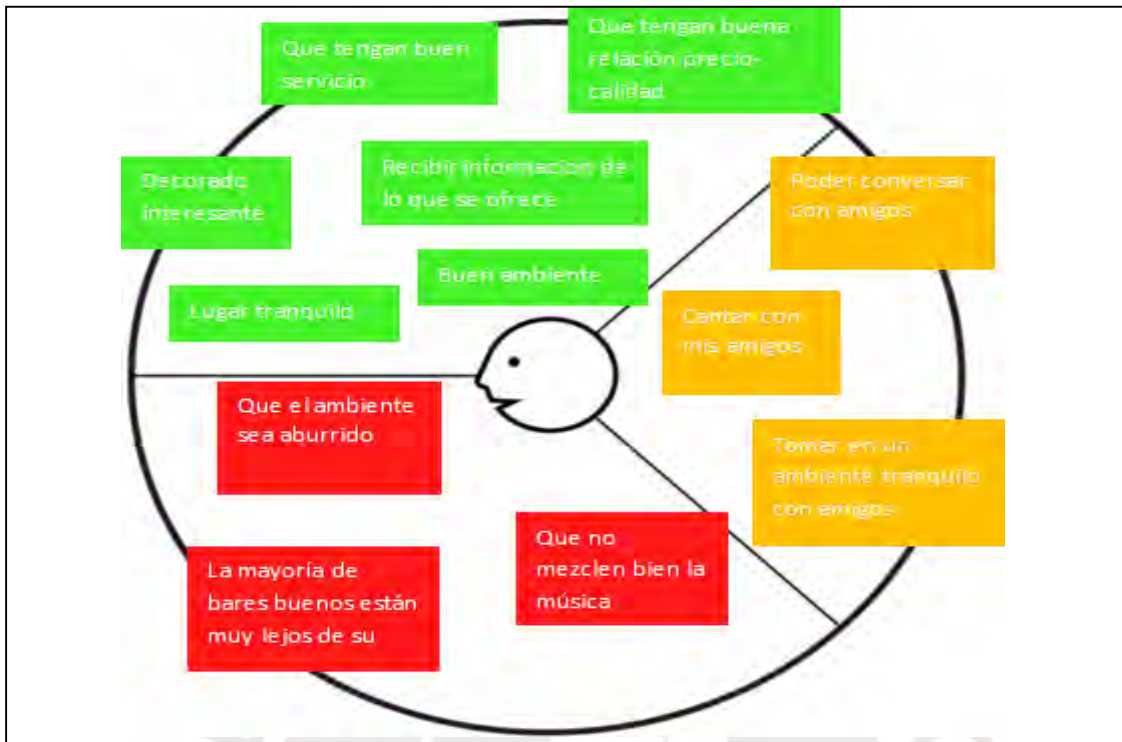 Que tengan buen
servicio
Que tengan buena
relación precio-
calidad
Decorado
interesante
Recibir informacion de
lo que se ofrece
Buen ambiente
Lugar tranquilo
Poder conversar
con amigos
Cantar con
mis amigos
Tomar en un
ambiente tranquilo
con amigos
Que el ambiente
sea aburrido
La mayoría de
bares buenos están
muy lejos de su
Que no
mezclen bien la
música